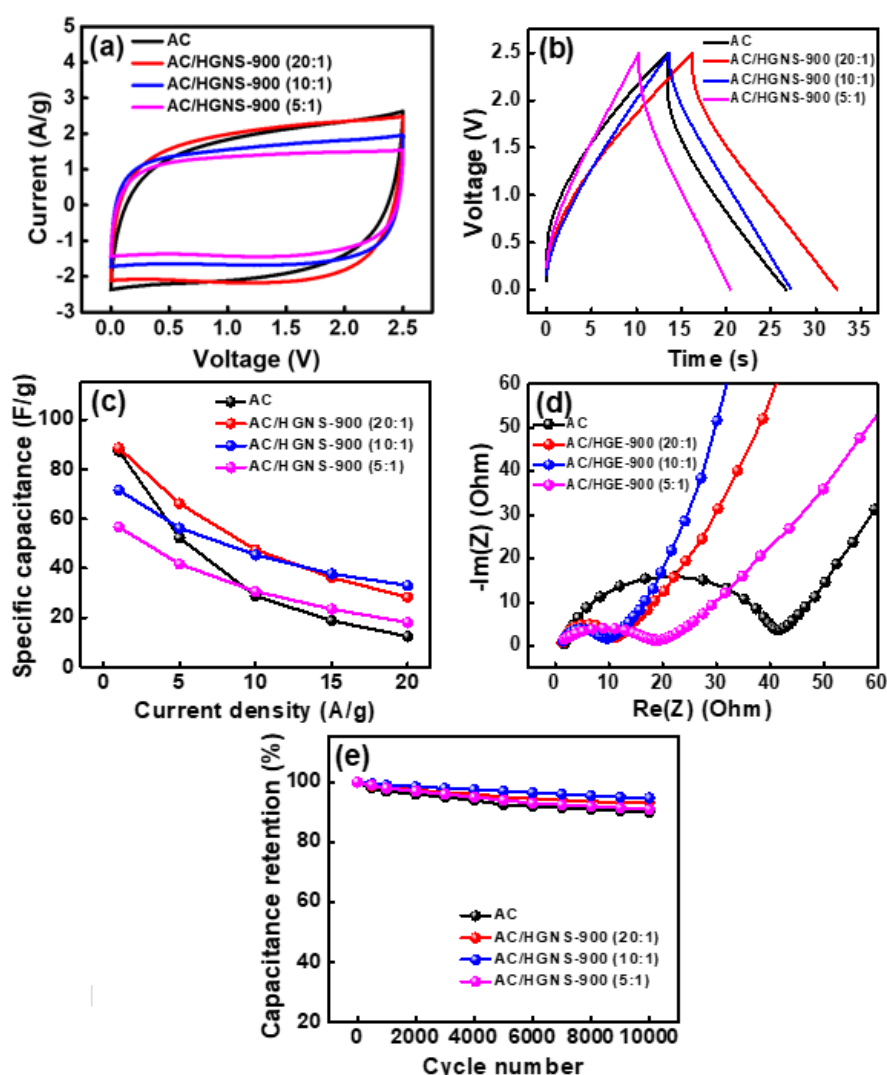 (a)
AC
AC/HGNS-900 (20:1)
AC/HGNS-900 (10:1)
AC/HGNS-900 (5:1)
Current (A/g)
5
4
3
2
1
0
-1
-2
-3
0.0 0.5 1.0 1.5 2.0 2.5
Voltage (V)
(b)
AC
AC/HGNS-900 (20:1)
AC/HGNS-900 (10:1)
AC/HGNS-900 (5:1)
Voltage (V)
2.5
2.0
1.5
1.0
0.5
0.0
0 5 10 15 20 25 30 35
Time (s)
(c)
AC
AC/HGNS-900 (20:1)
AC/HGNS-900 (10:1)
AC/HGNS-900 (5:1)
Specific capacitance (F/g)
100
80
60
40
20
0
0 5 10 15 20
Current density (A/g)
(d)
AC
AC/HGE-900 (20:1)
AC/HGE-900 (10:1)
AC/HGE-900 (5:1)
-Im(Z) (Ohm)
60
50
40
30
20
10
0
0 10 20 30 40 50 60
Re(Z) (Ohm)
(e)
AC
AC/HGNS-900 (20:1)
AC/HGNS-900 (10:1)
AC/HGNS-900 (5:1)
Capacitance retention (%)
100
80
60
40
20
0 2000 4000 6000 8000 10000
Cycle number